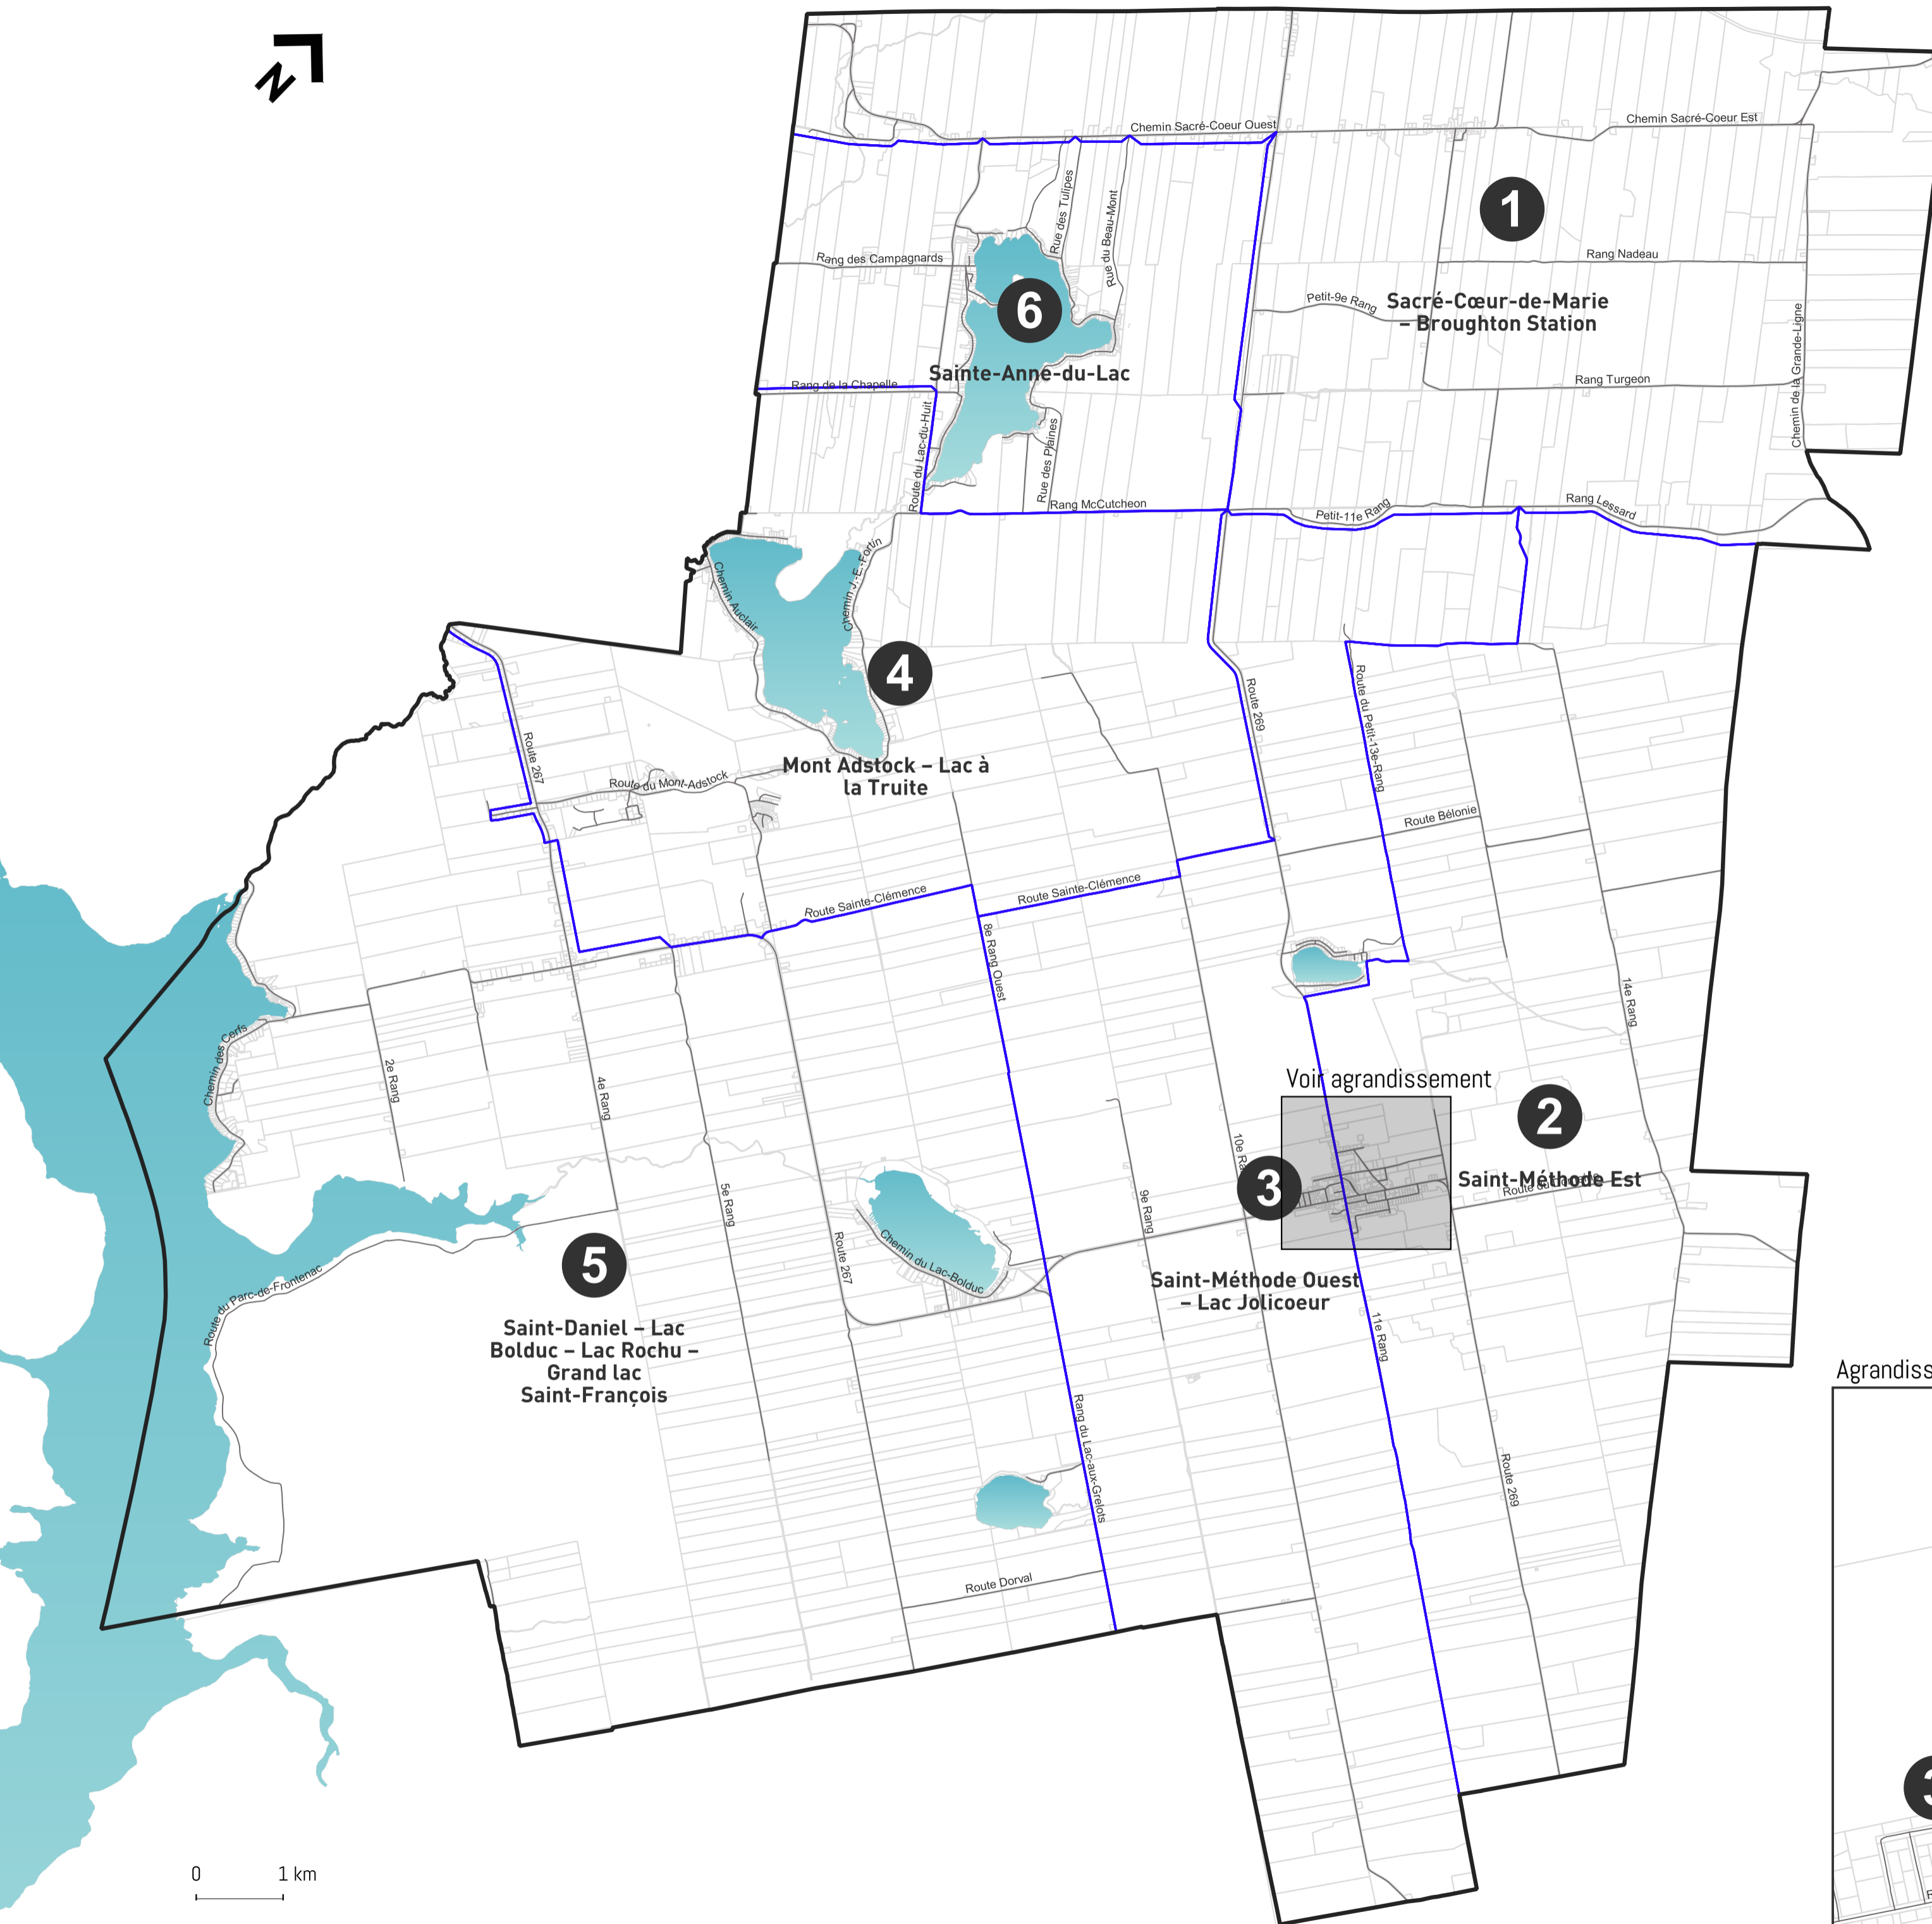 N
Chemin Sacré-Coeur Ouest
Chemin Sacré-Coeur Est
1
Rue des Tulipes
Rue du Beau-Mont
Rang des Campagnards
Rang Nadeau
6
Petit-9e Rang
Sacré-Cœur-de-Marie
– Broughton Station
Chemin de la Grande-Ligne
Sainte-Anne-du-Lac
Rang de la Chapelle
Rang Turgeon
Route du Lac-du-Huit
Rue des Plaines
Rang McCutcheon
Petit-11e Rang
Rang Lessard
Chemin Auclair
Chemin J.-E.-Fortin
4
Route 269
Route du Petit-13e-Rang
Route 267
Mont Adstock – Lac à
la Truite
Route du Mont-Adstock
Route Bélonie
Route Sainte-Clémence
Route Sainte-Clémence
8e Rang Ouest
14e Rang
Chemin des Cerfs
2e Rang
4e Rang
Voir agrandissement
2
10e Ra
3
Saint-Méthode Est
5e Rang
9e Rang
Route 267
Chemin du Lac-Bolduc
5
Route du Parc-de-Frontenac
Saint-Méthode Ouest
– Lac Jolicoeur
Saint-Daniel – Lac
Bolduc – Lac Rochu –
Grand lac
Saint-François
11e Rang
Agrandiss
Rang du Lac-aux-Grelots
Route 269
Route Dorval
3
0 1 km